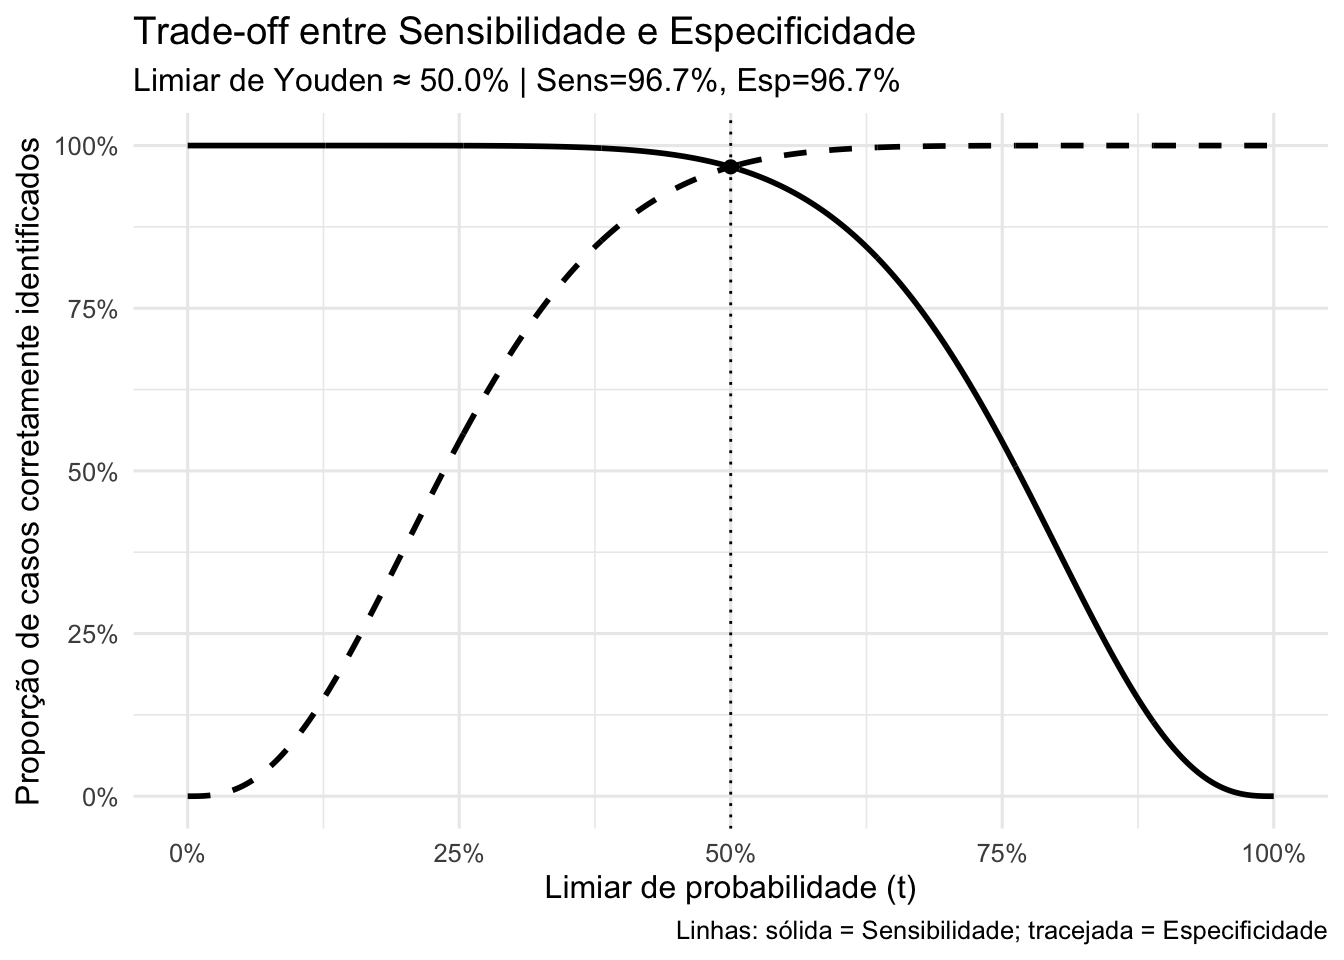 Trade-off entre Sensibilidade e Especificidade
Limiar de Youden ≈ 50.0% | Sens=96.7%, Esp=96.7%
Proporção de casos corretamente identificados
100%
75%
50%
25%
0%
0%
25%
50%
75%
100%
Limiar de probabilidade (t)
Linhas: sólida = Sensibilidade; tracejada = Especificidade